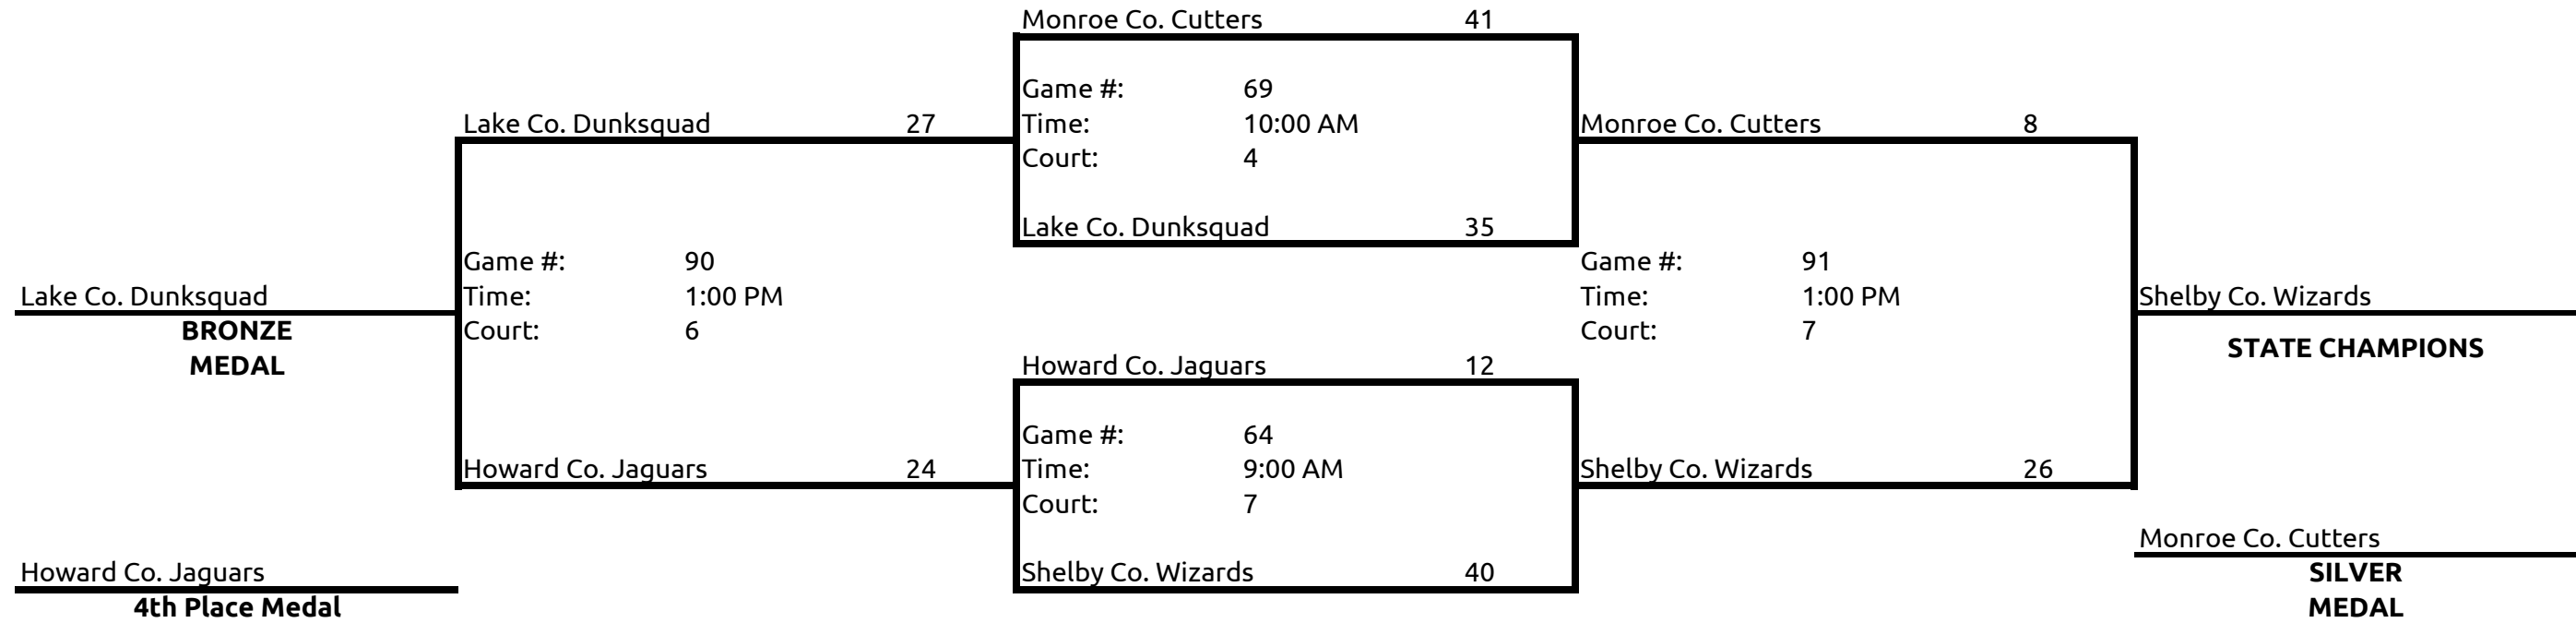 Monroe Co. Cutters 41
Game #: 69
Lake Co. Dunksquad 27 Time: 10:00 AM Monroe Co. Cutters 8
Court: 4
Lake Co. Dunksquad 35
Game #: 90 Game #: 91
Lake Co. Dunksquad Time: 1:00 PM Time: 1:00 PM Shelby Co. Wizards
BRONZE Court: 6 Court: 7
STATE CHAMPIONS
MEDAL Howard Co. Jaguars 12
Game #: 64
Howard Co. Jaguars 24 Time: 9:00 AM Shelby Co. Wizards 26
Court: 7
Monroe Co. Cutters
Howard Co. Jaguars Shelby Co. Wizards 40 SILVER
4th Place Medal MEDAL